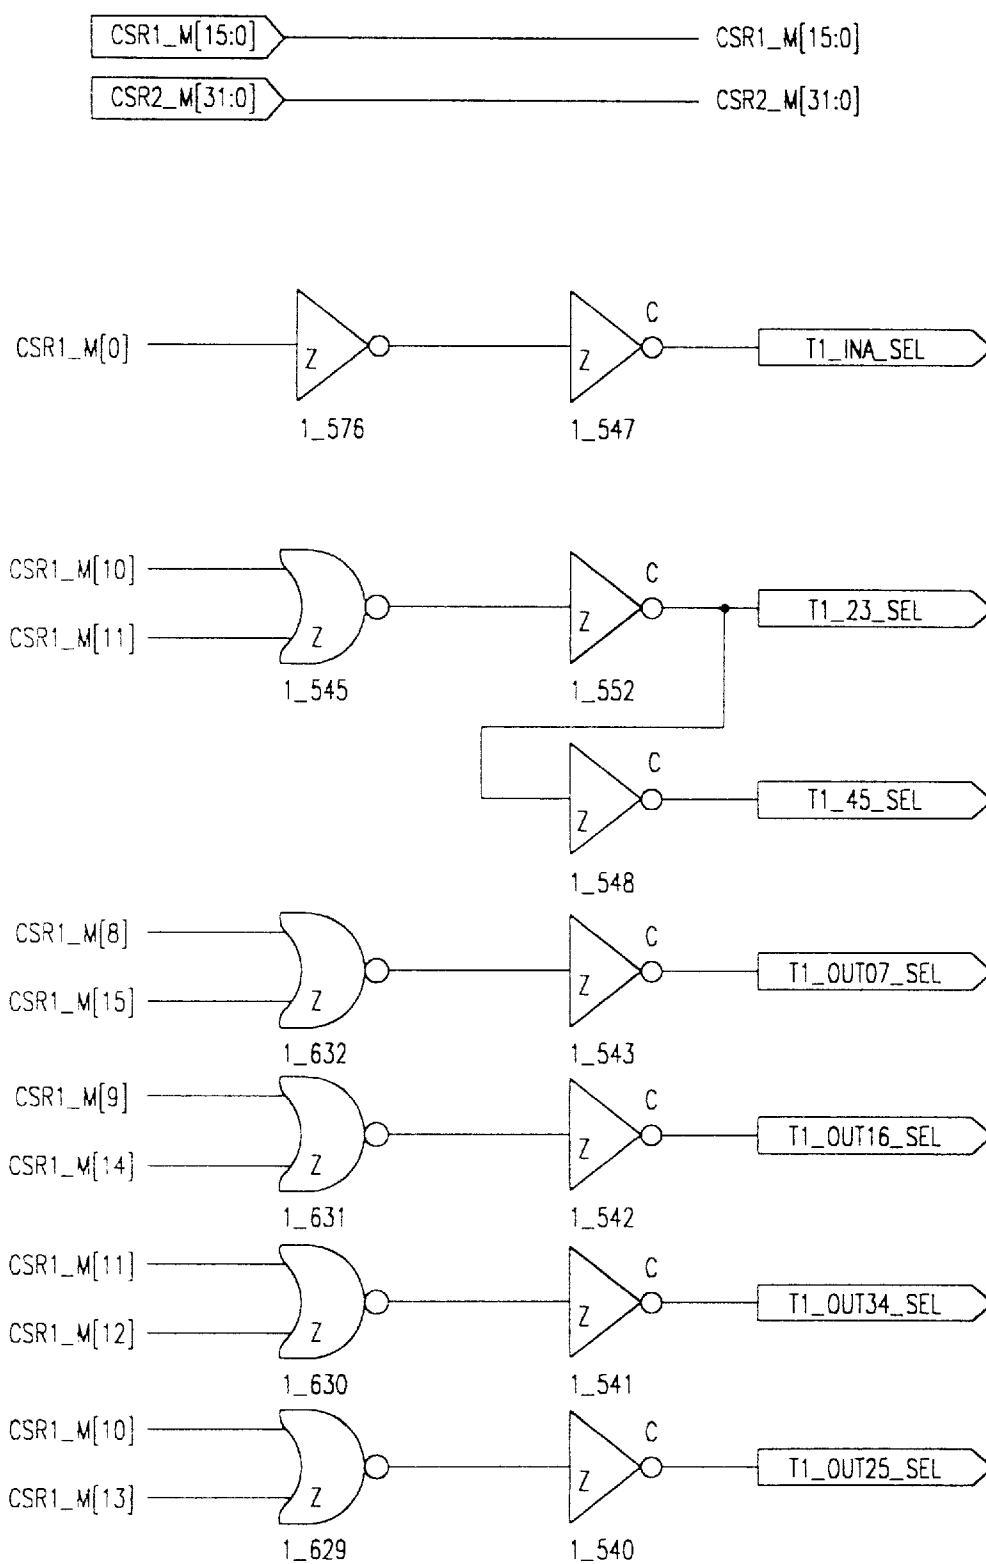 CSR1_M[15:0] CSR1_M[15:0]
CSR2_M[31:0] CSR2_M[31:0]
C
CSR1_M[0] Z Z T1_INA_SEL
1_576 1_547
CSR1_M[10] C
Z T1_23_SEL
CSR1_M[11] Z
1_545 1_552
C
Z T1_45_SEL
1_548
CSR1_M[8] C
Z T1_OUT07_SEL
CSR1_M[15] Z
1_632 1_543
CSR1_M[9] C
Z T1_OUT16_SEL
CSR1_M[14] Z
1_631 1_542
CSR1_M[11] C
Z T1_OUT34_SEL
CSR1_M[12] Z
1_630 1_541
CSR1_M[10] C
Z T1_OUT25_SEL
CSR1_M[13] Z
1_629 1_540